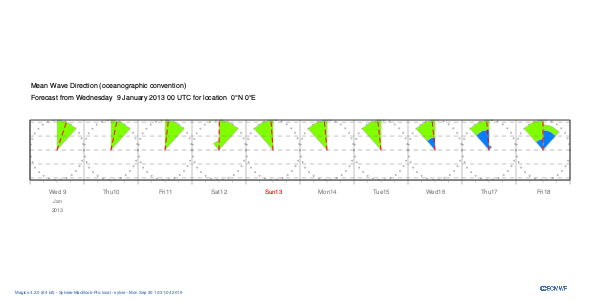 Mean Wave Direction (oceanographic convention)
Forecast from Wednesday 9 January 2013 00 UTC for location 0°N 0°E
Wed 9 Thu10 Fri11 Sat12 Sun13 Mon14 Tue15 Wed16 Thu17 Fri18
Jan
2013
ECMWF